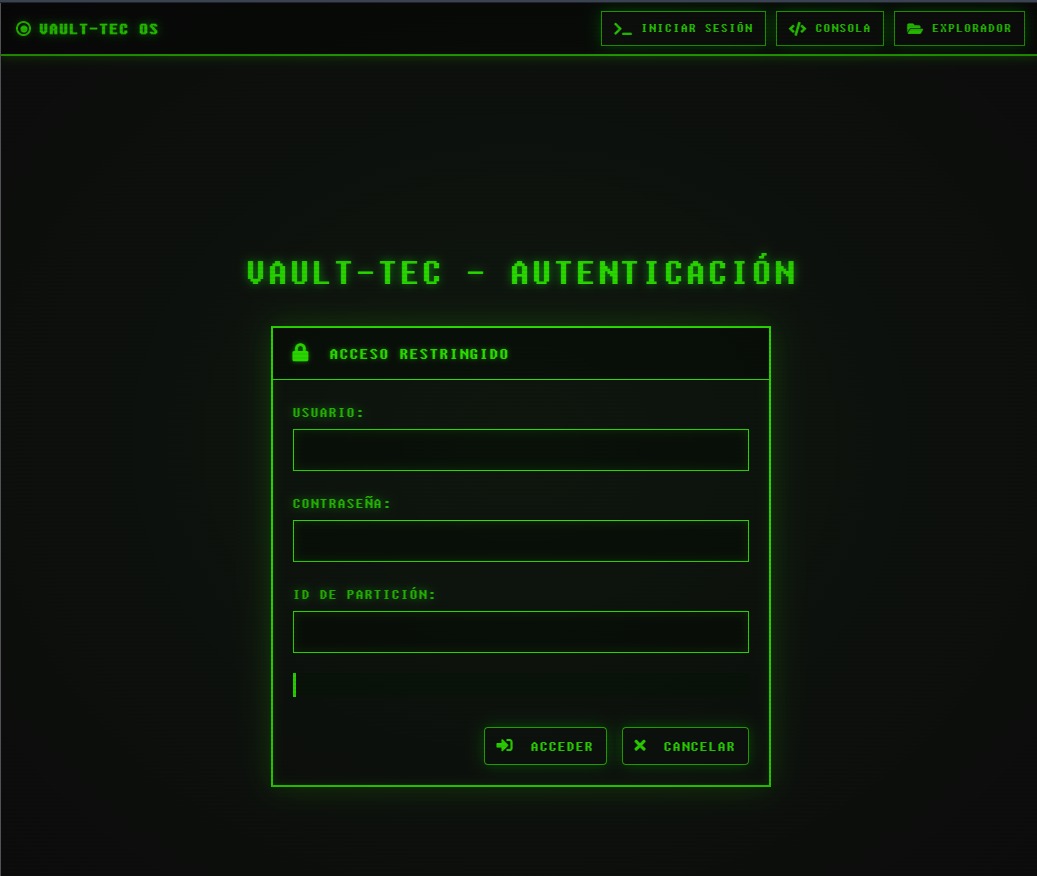 VAULT-TEC OS
INICIAR SESIÓN
CONSOLA
EXPLORADOR
VAULT-TEC - AUTENTICACIÓN
ACCESO RESTRINGIDO
USUARIO:
CONTRASEÑA:
ID DE PARTICIÓN:
ACCEDER
CANCELAR